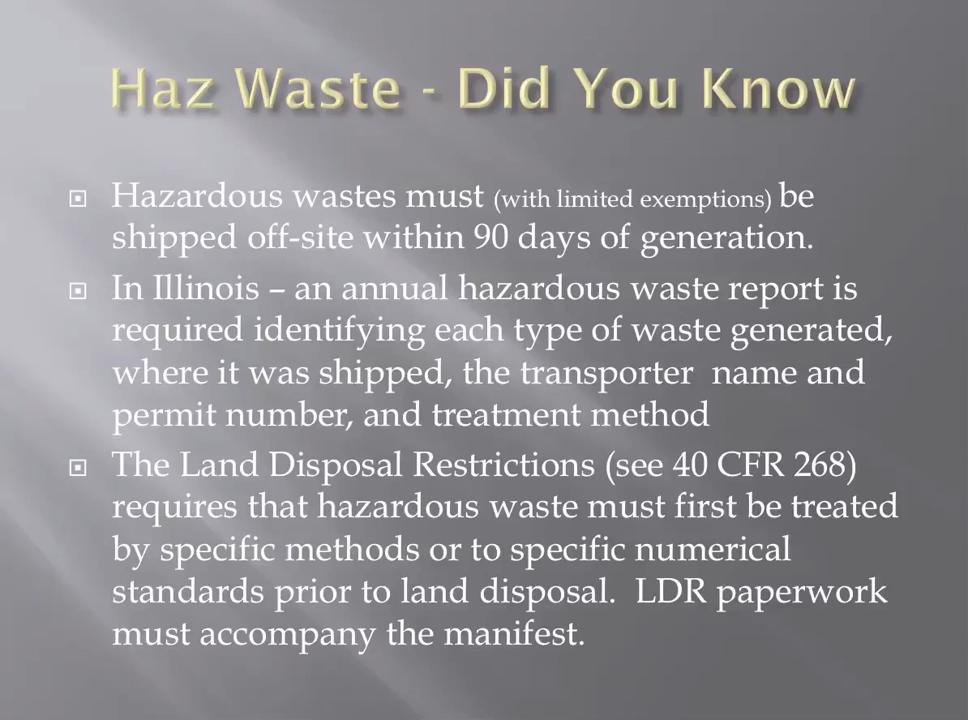 Haz Waste - Did You Know
Hazardous wastes must (with limited exemptions) be
shipped off-site within 90 days of generation.
In Illinois – an annual hazardous waste report is
required identifying each type of waste generated,
where it was shipped, the transporter  name and
permit number, and treatment method
The Land Disposal Restrictions (see 40 CFR 268)
requires that hazardous waste must first be treated
by specific methods or to specific numerical
standards prior to land disposal.  LDR paperwork
must accompany the manifest.